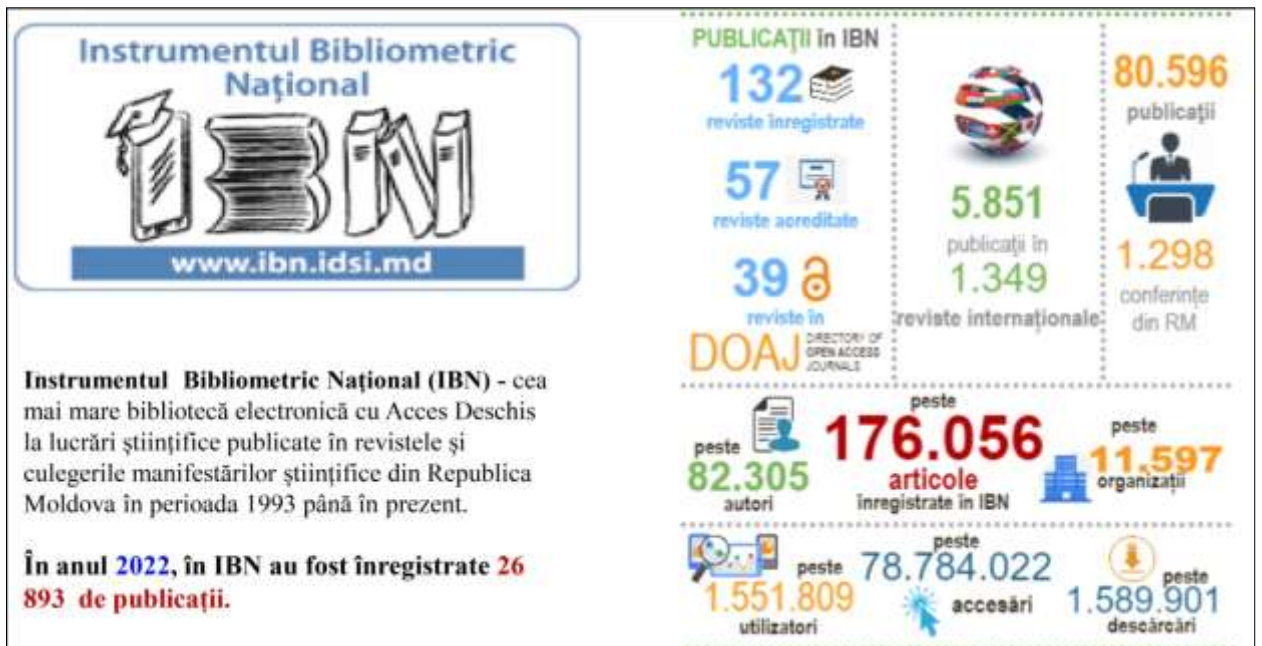 Instrumentul Bibliometric
Național
IBN
www.ibn.idsi.md
Instrumentul Bibliometric Național (IBN) - cea
mai mare bibliotecă electronică cu Acces Deschis
la lucrări științifice publicate în revistele și
culegerile manifestărilor științifice din Republica
Moldova în perioada 1993 până în prezent.
În anul 2022, în IBN au fost înregistrate 26
893 de publicații.
PUBLICAȚII în IBN
132
reviste înregistrate
57
reviste acreditate
39
reviste în
DOAJ DIRECTORY OF
OPEN ACCESS
JOURNALS
5.851
publicații în
1.349
reviste internaționale
80.596
publicații
1.298
conferințe
din RM
peste
82.305
autori
peste
176.056
articole
înregistrate în IBN
peste
11.597
organizații
peste
1.551.809
utilizatori
peste
78.784.022
accesări
peste
1.589.901
descărcări